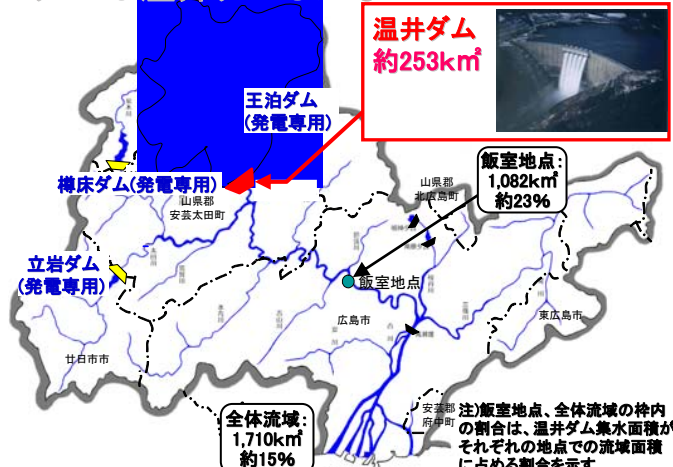 温井ダム
約253k㎡
王泊ダム
(発電専用)
飯室地点:
1,082k㎡
約23%
樽床ダム(発電専用)
山県郡
安芸太田町
山県郡
北広島町
立岩ダム
(発電専用)
飯室地点
広島市
東広島市
廿日市市
安芸郡
府中町
全体流域:
1,710k㎡
約15%
注)飯室地点、全体流域の枠内
の割合は、温井ダム集水面積が
それぞれの地点での流域面積
に占める割合を示す